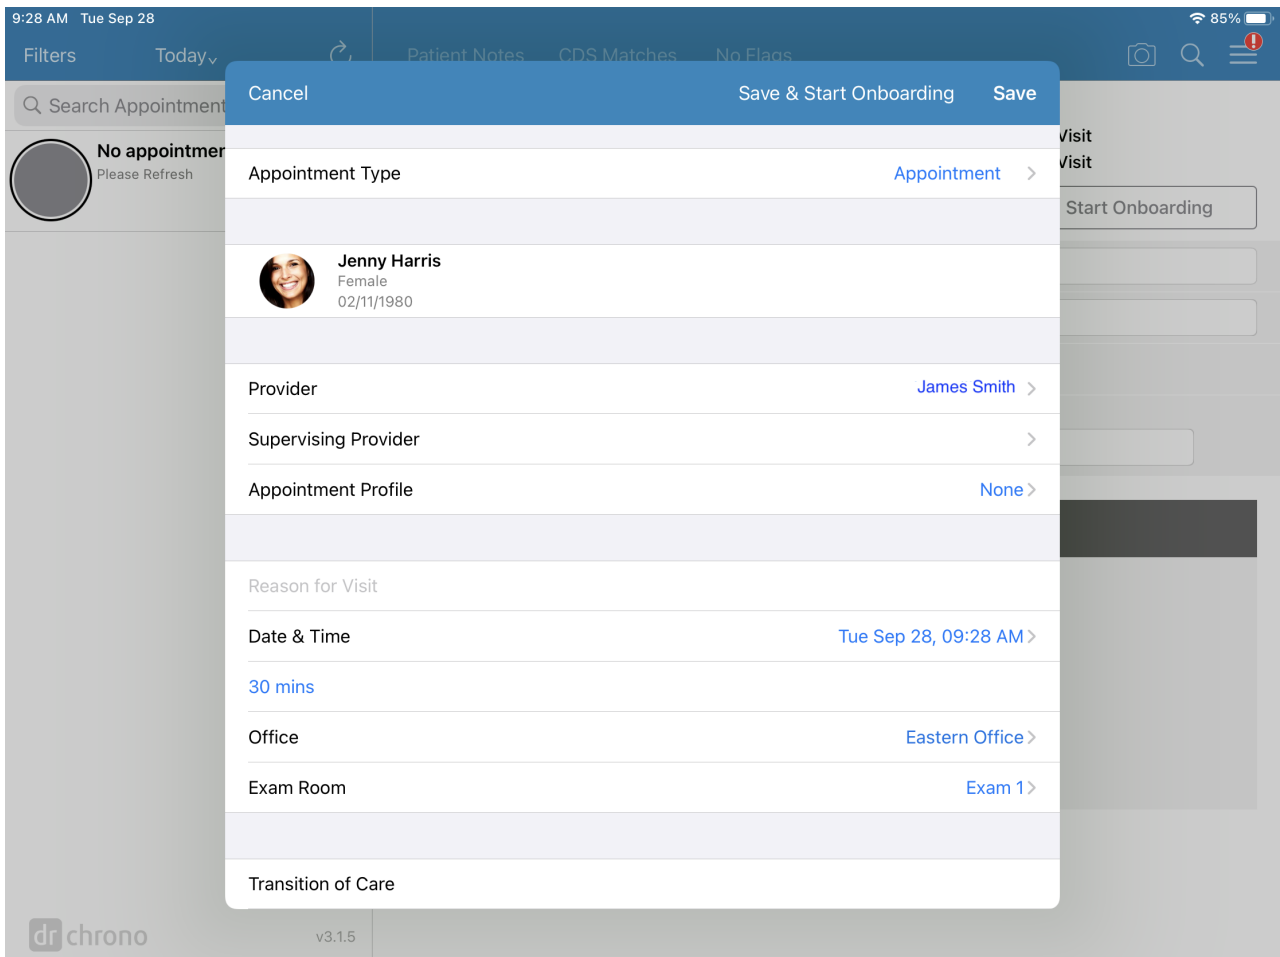 9:28 AM Tue Sep 28
85%
Filters
Today
Patient Notes
CDS Matches
No Flags
Search Appointment
No appointmer
Please Refresh
Cancel
Save & Start Onboarding
Save
Appointment Type
Appointment
Jenny Harris
Female
02/11/1980
Provider
James Smith
Supervising Provider
Appointment Profile
None
Reason for Visit
Date & Time
Tue Sep 28, 09:28 AM
30 mins
Office
Eastern Office
Exam Room
Exam 1
Transition of Care
Visit
Visit
Start Onboarding
drchrono
v3.1.5